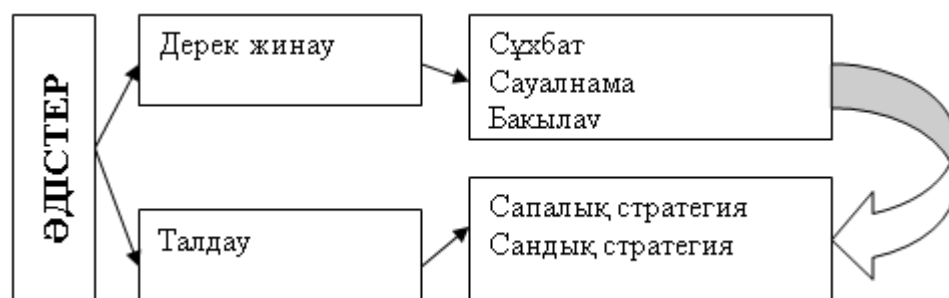 ӘДІСТЕР
Дерек жинау
Сұхбат
Сауалнама
Бақылау
Талдау
Сапалық стратегия
Сандық стратегия